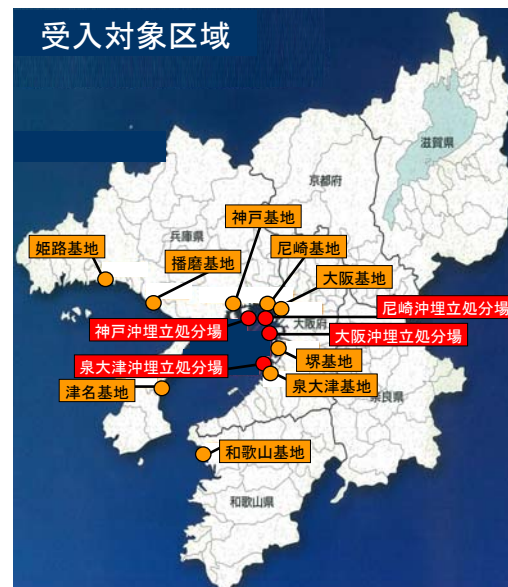 受入対象区域
滋賀県
京都府
神戸基地
兵庫県
尼崎基地
姫路基地
播磨基地
大阪基地
尼崎沖埋立処分場
大阪府
神戸沖埋立処分場
大阪沖埋立処分場
堺基地
泉大津沖埋立処分場
泉大津基地
津名基地
奈良県
和歌山基地
和歌山県